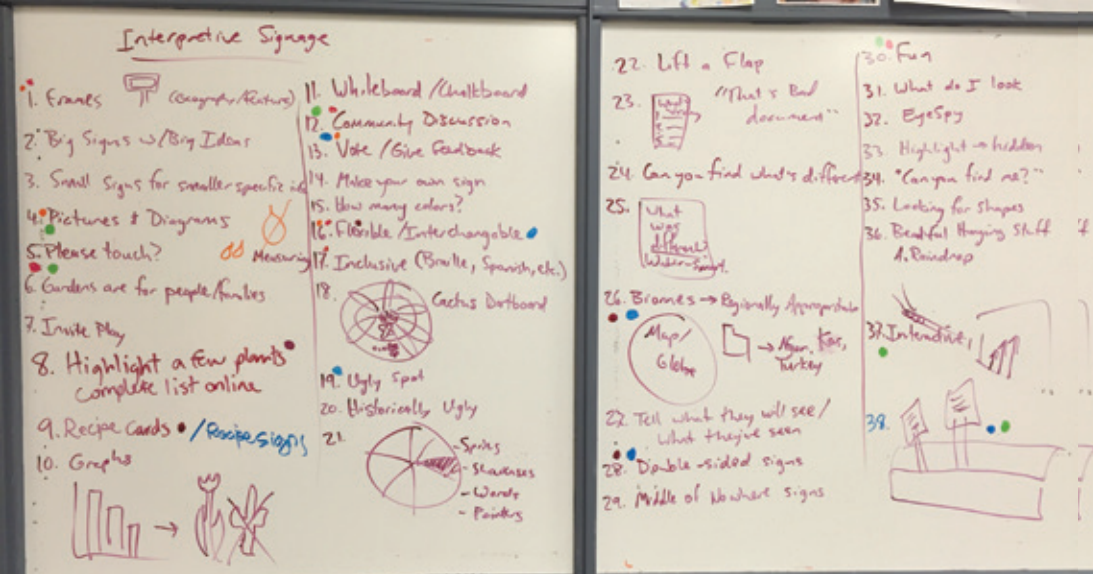 Interpretive Signage
1. Frames (Geography/Feature)
2. Big Signs w/Big Ideas
3. Small Signs for smaller specific
4. Pictures & Diagrams
5. Please touch?
Measuring
6. Gardens are for people/families
7. Invite Play
8. Highlight a few plants
complete list online
9. Recipe Cards /Recipe signs
10. Graphs
11. Whiteboard/Chalkboard
12. Community Discussion
13. Vote/Give Feedback
14. Make your own sign
15. How many colors?
16. Flexible/Interchangable
17. Inclusive (Braille, Spanish, etc.)
18. Cactus Dartboard
19. Ugly Spot
20. Historically Ugly
21.
- Spines
- Words
- Pointers
22. Lift a Flap
23. "That's Bad
document"
24. Can you find what's different
25. What
was
different?
26. Biomes → Regionally Appropriate
Map/
Globe
Turkey
27. Tell what they will see/
what they've seen
28. Double-sided signs
29. Middle of Nowhere signs
30. Fun
31. What do I look
32. EyeSpy
33. Highlight → hidden
34. "Can you find me?"
35. Looking for shapes
36. Beatiful Hanging Stuff
A. Raindrop
37. Interactive
38.